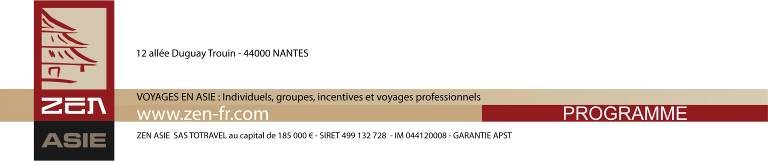 12 allée Duguay Trouin - 44000 NANTES
ZEN
ASIE
VOYAGES EN ASIE : Individuels, groupes, incentives et voyages professionnels
www.zen-fr.com
PROGRAMME
ZEN ASIE SAS TOTRAVEL au capital de 185 000 € - SIRET 499 132 728 - IM 044120008 - GARANTIE APST